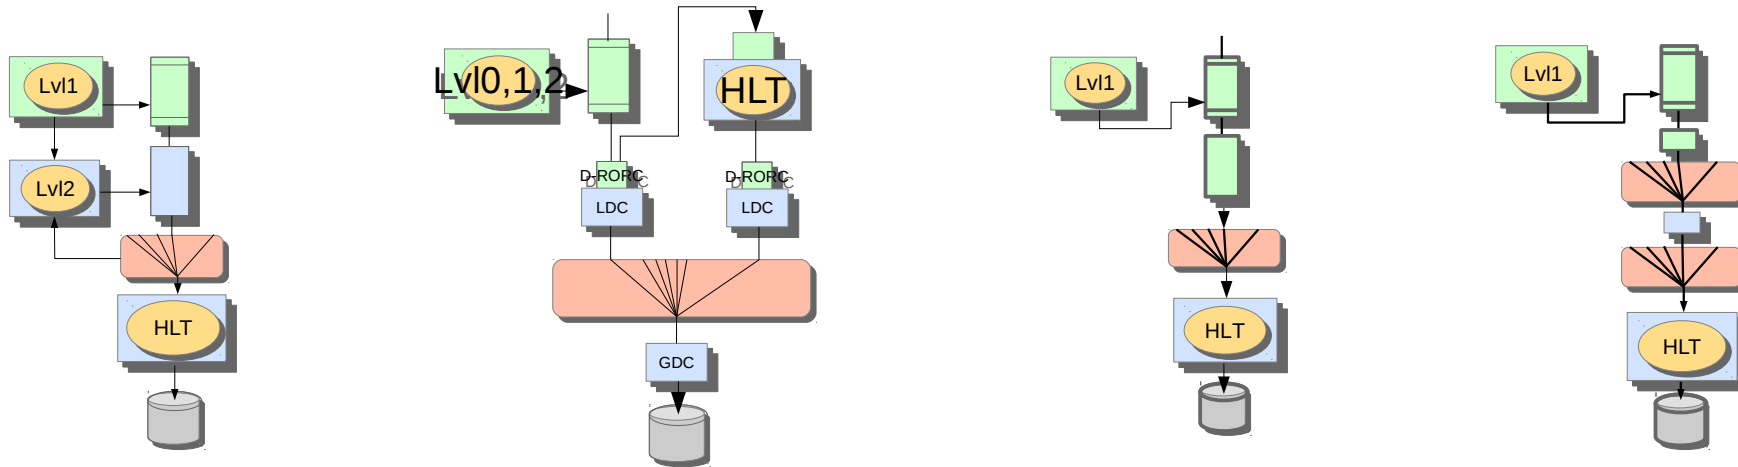 Lvl1
Lvl2
HLT
Lvl0,1,2
HLT
D-RORC
D-RORC
LDC
LDC
GDC
Lvl1
HLT
Lvl1
HLT